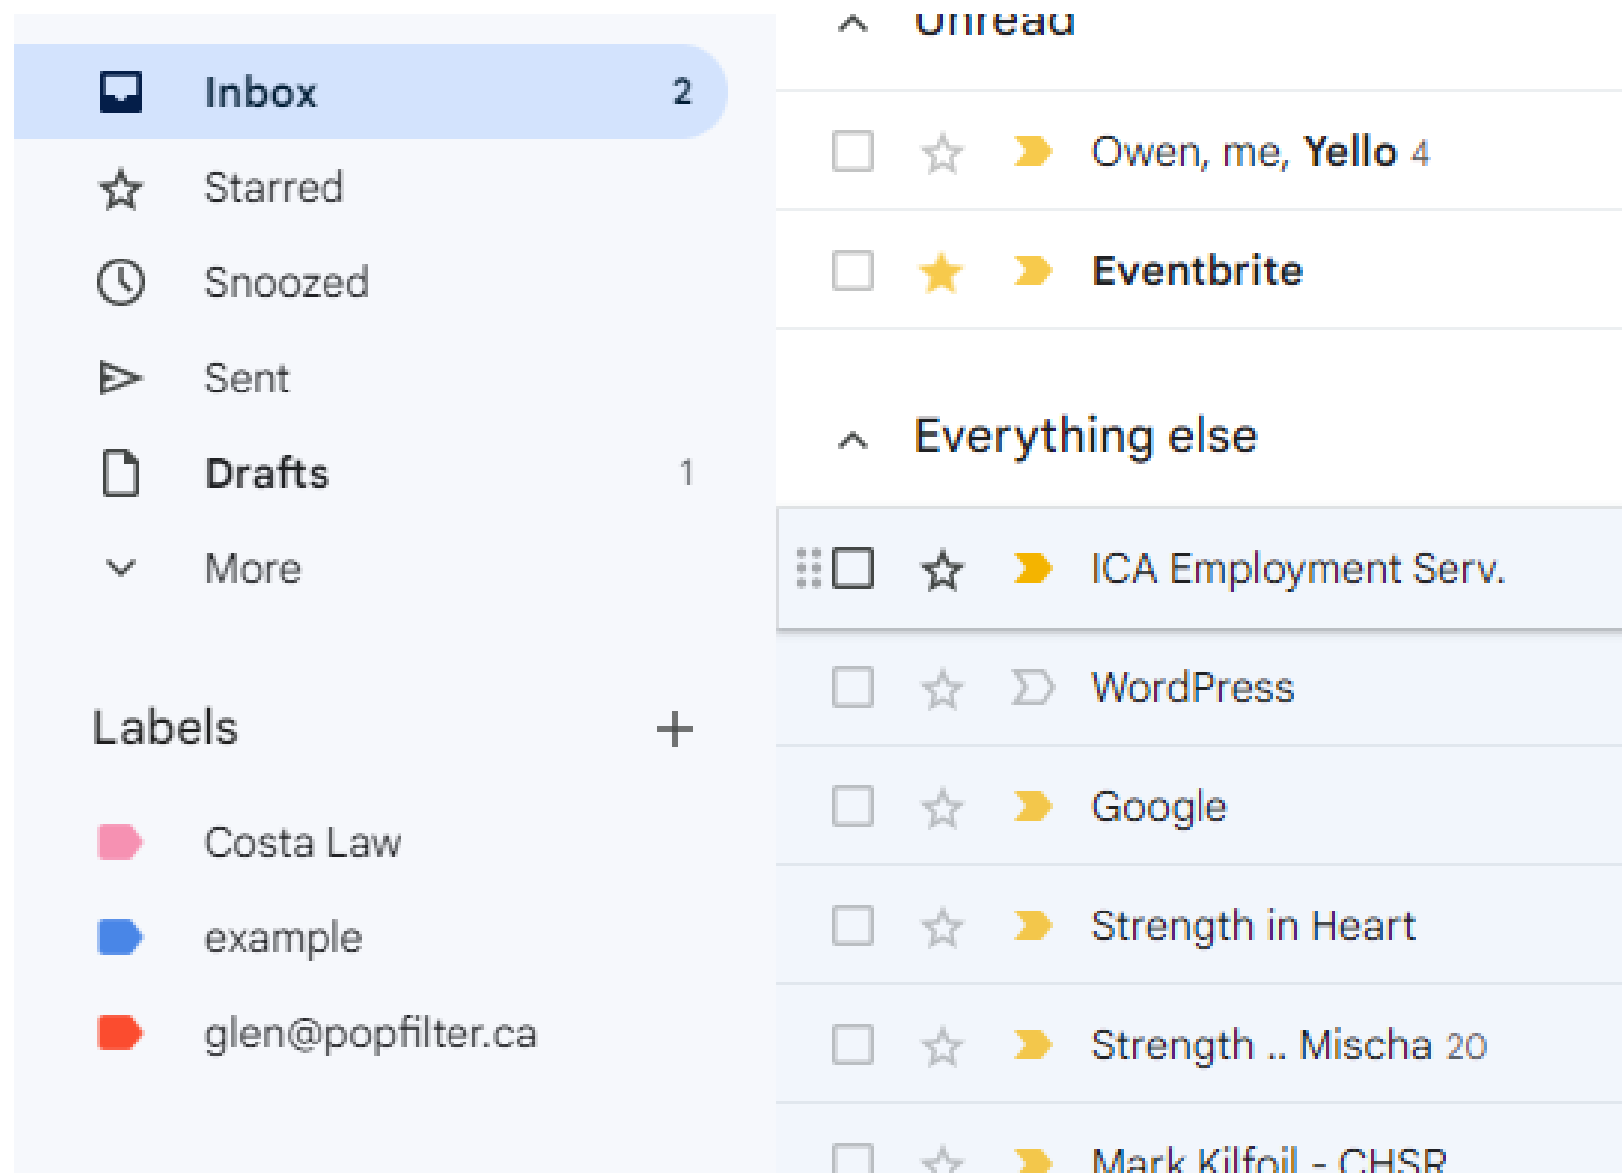 Inbox 2
Starred
Snoozed
Sent
Drafts 1
More
Labels +
Costa Law
example
glen@popfilter.ca
Unread
Owen, me, Yello 4
Eventbrite
Everything else
ICA Employment Serv.
WordPress
Google
Strength in Heart
Strength .. Mischa 20
Mark Kilfoil - CHSR